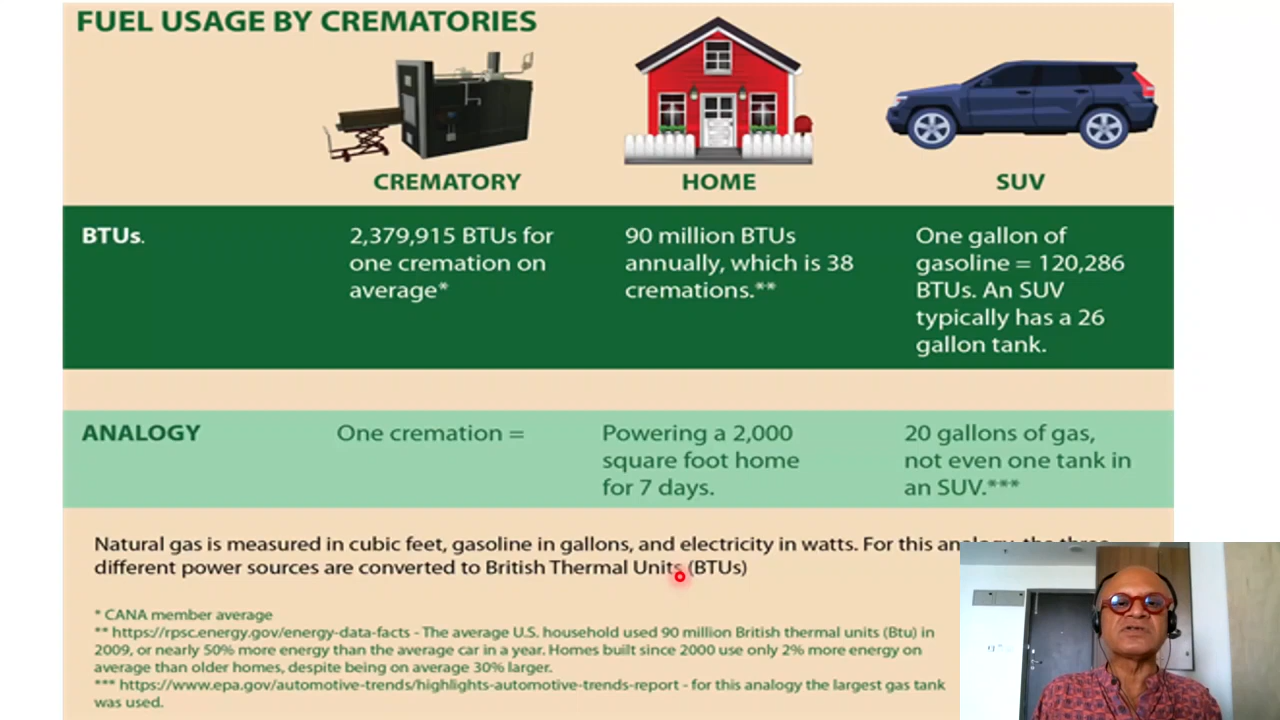 FUEL USAGE BY CREMATORIES
CREMATORY
HOME
SUV
BTUs.
2,379,915 BTUs for
one cremation on
average*
90 million BTUs
annually, which is 38
cremations.**
One gallon of
gasoline = 120,286
BTUs. An SUV
typically has a 26
gallon tank.
ANALOGY
One cremation =
Powering a 2,000
square foot home
for 7 days.
20 gallons of gas,
not even one tank in
an SUV.***
Natural gas is measured in cubic feet, gasoline in gallons, and electricity in watts. For this
different power sources are converted to British Thermal Units (BTUs)
* CANA member average
** https://rpsc.energy.gov/energy-data-facts - The average U.S. household used 90 million British thermal units (Btu) in
2009, or nearly 50% more energy than the average car in a year. Homes built since 2000 use only 2% more energy on
average than older homes, despite being on average 30% larger.
*** https://www.epa.gov/automotive-trends/highlights-automotive-trends-report - for this analogy the largest gas tank
was used.